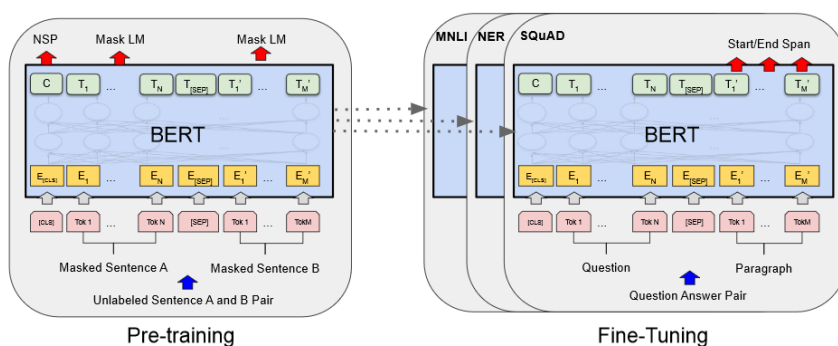 NSP Mask LM Mask LM
C T1 ... TN T[SEP] T1' ... TM'
BERT
E[CLS] E1 ... EN E[SEP] E1' ... EM'
[CLS] Tok 1 ... Tok N [SEP] Tok 1 ... TokM
Masked Sentence A Masked Sentence B
Unlabeled Sentence A and B Pair
Pre-training
MNLI NER SQuAD
Start/End Span
C T1 ... TN T[SEP] T1' ... TM'
BERT
E[CLS] E1 ... EN E[SEP] E1' ... EM'
[CLS] Tok 1 ... Tok N [SEP] Tok 1 ... TokM
Question Paragraph
Question Answer Pair
Fine-Tuning